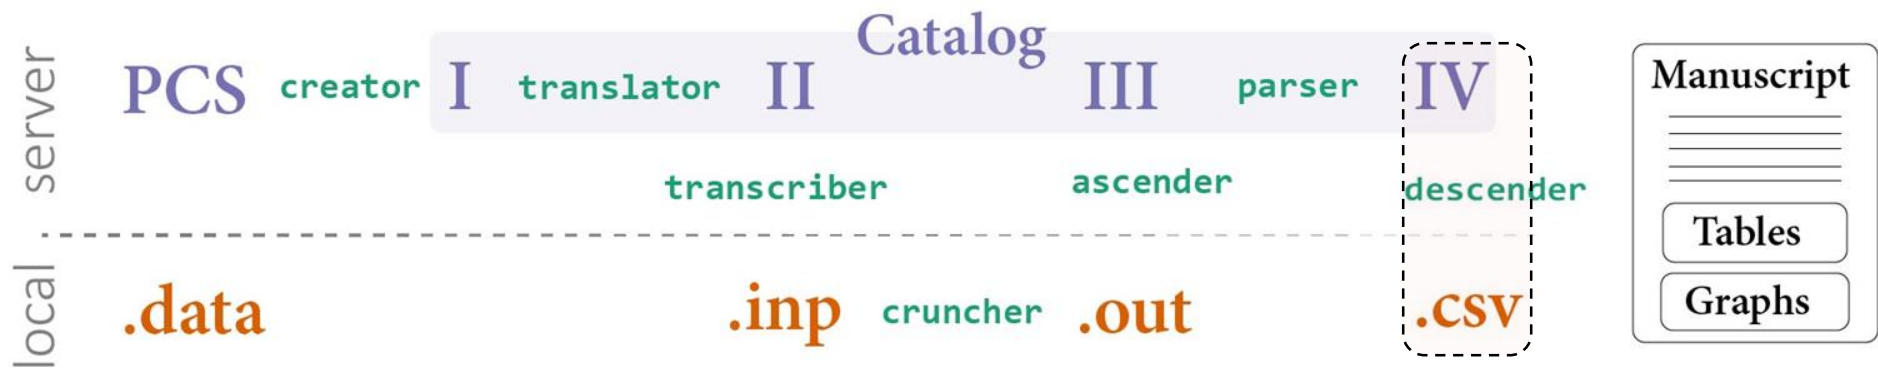 Catalog
server
PCS creator I translator II III parser IV
transcriber ascender descender
local
.data .inp cruncher .out .csv
Manuscript
Tables
Graphs